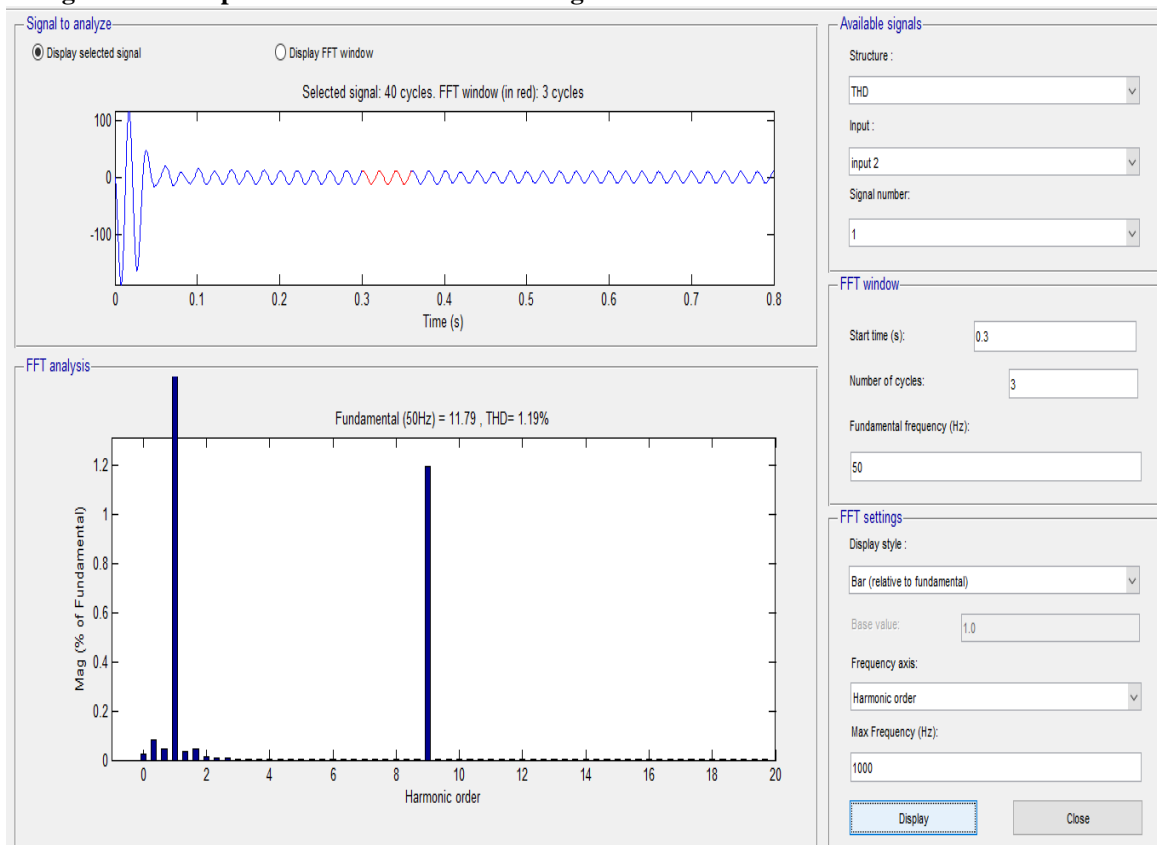 Signal to analyze
Display selected signal
Display FFT window
Selected signal: 40 cycles. FFT window (in red): 3 cycles
100
0
-100
0 0.1 0.2 0.3 0.4 0.5 0.6 0.7 0.8
Time (s)
FFT analysis
Fundamental (50Hz) = 11.79 , THD= 1.19%
1.2
1
0.8
0.6
0.4
0.2
0
Mag (% of Fundamental)
0 2 4 6 8 10 12 14 16 18 20
Harmonic order
Available signals
Structure :
THD
Input :
input 2
Signal number:
1
FFT window
Start time (s): 0.3
Number of cycles: 3
Fundamental frequency (Hz):
50
FFT settings
Display style :
Bar (relative to fundamental)
Base value: 1.0
Frequency axis:
Harmonic order
Max Frequency (Hz):
1000
Display Close